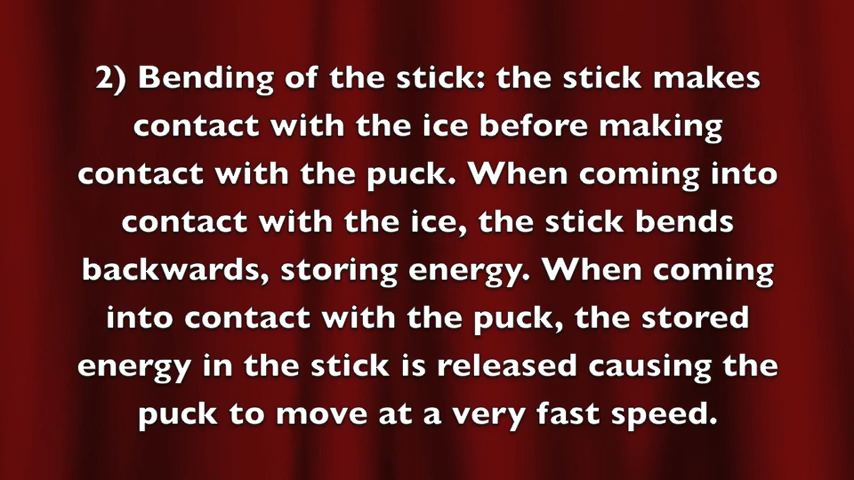 2) Bending of the stick: the stick makes
contact with the ice before making
contact with the puck. When coming into
contact with the ice, the stick bends
backwards, storing energy. When coming
into contact with the puck, the stored
energy in the stick is released causing the
puck to move at a very fast speed.